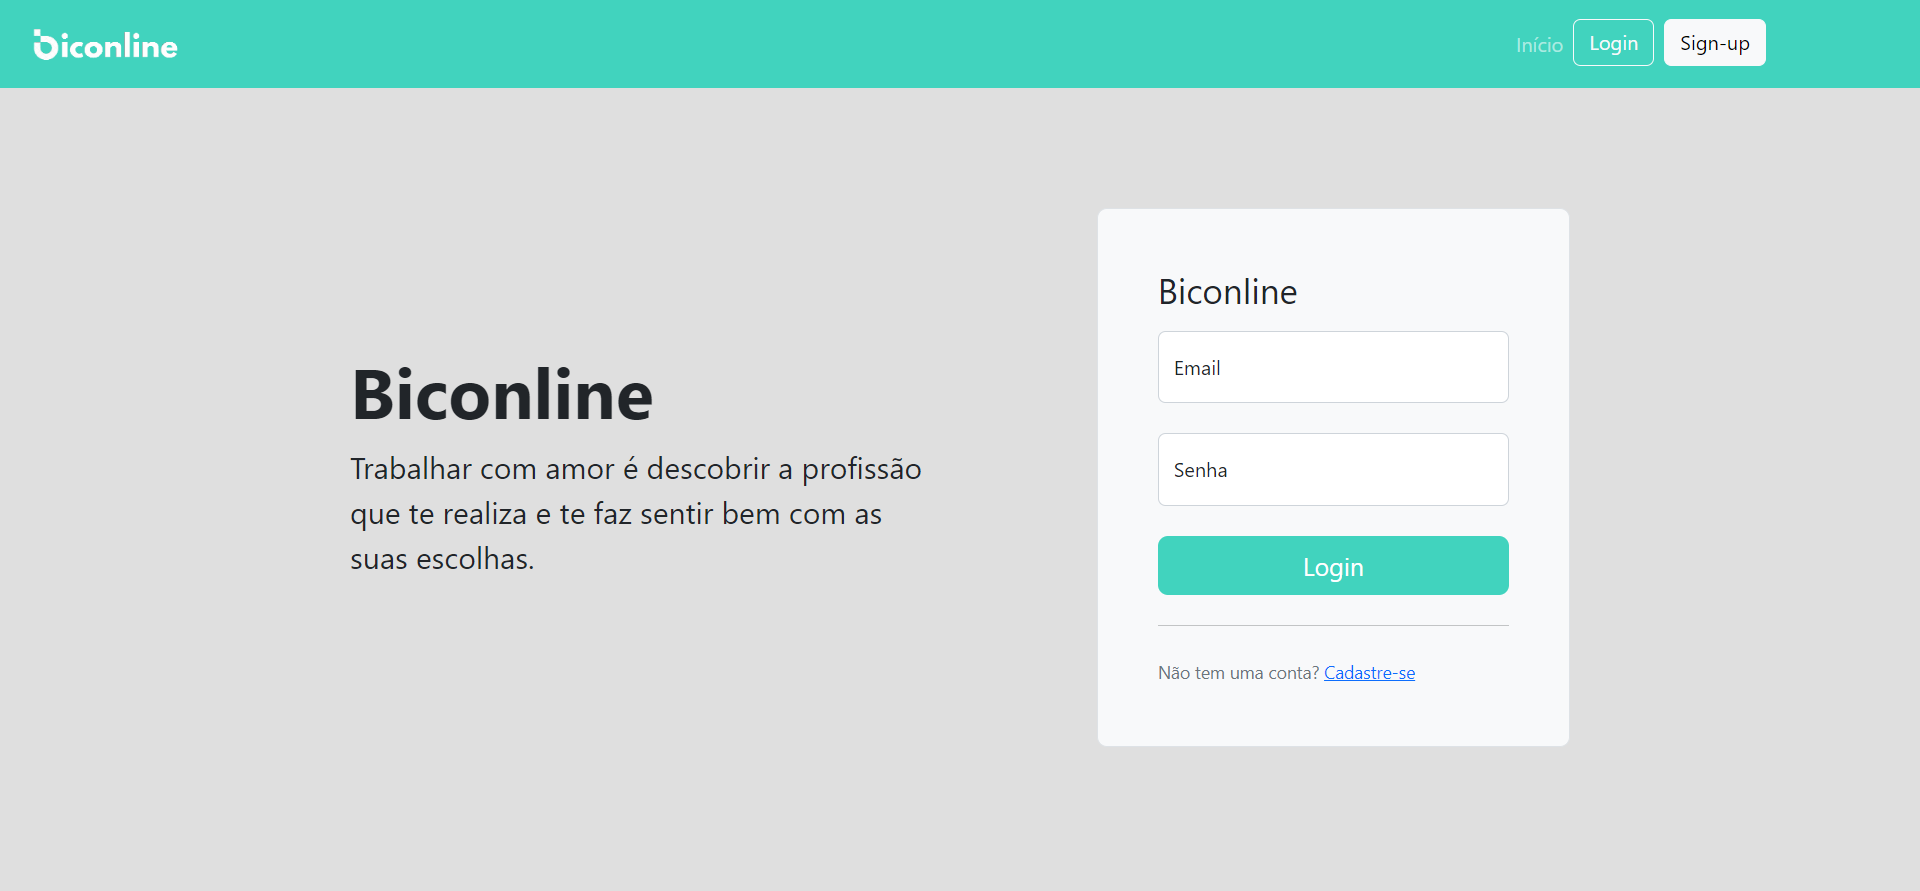 biconline
Início
Login
Sign-up
Biconline
Trabalhar com amor é descobrir a profissão
que te realiza e te faz sentir bem com as
suas escolhas.
Biconline
Email
Senha
Login
Não tem uma conta? Cadastre-se